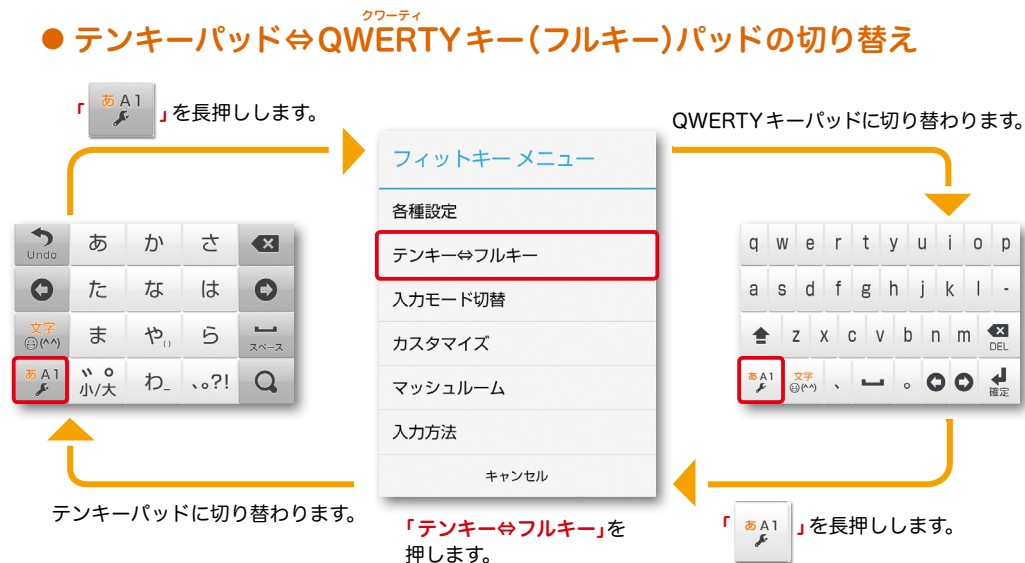 クワーティ
● テンキーパッド⇔QWERTYキー（フルキー）パッドの切り替え
「 あA1 」を長押しします。
QWERTYキーパッドに切り替わります。
フィットキー メニュー
各種設定
テンキー⇔フルキー
入力モード切替
カスタマイズ
マッシュルーム
入力方法
キャンセル
Undo あ か さ
た な は
文字 (^^) ま や() ら スペース
あA1 小/大 わ_ 、。?!
q w e r t y u i o p
a s d f g h j k l -
z x c v b n m DEL
あA1 文字 (^^) 、 。 確定
テンキーパッドに切り替わります。
「テンキー⇔フルキー」を
押します。
「 あA1 」を長押しします。